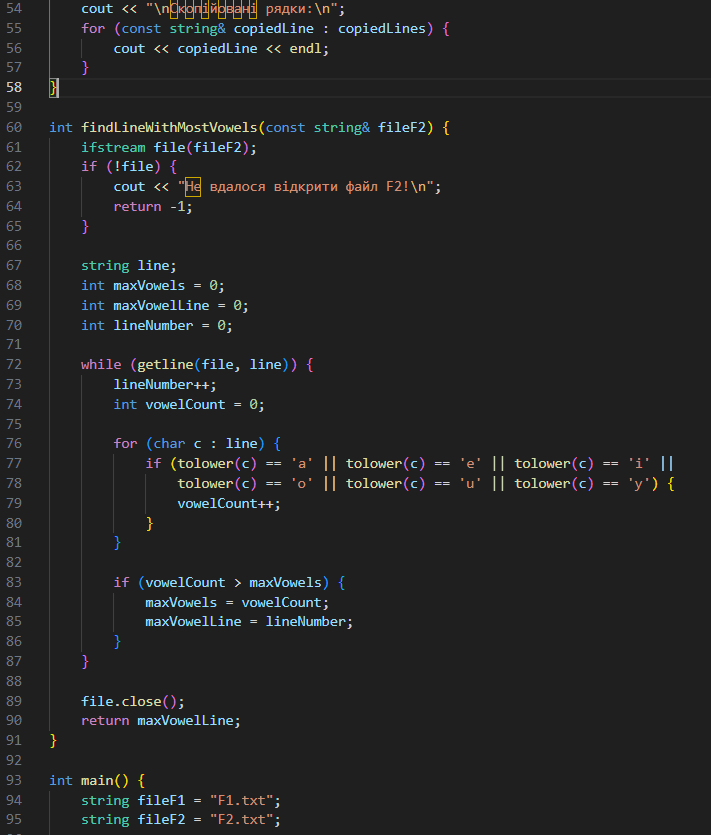 54 cout << "\nСкопійовані рядки:\n";
55 for (const string& copiedLine : copiedLines) {
56 cout << copiedLine << endl;
57 }
58 }
59
60 int findLineWithMostVowels(const string& fileF2) {
61 ifstream file(fileF2);
62 if (!file) {
63 cout << "Не вдалося відкрити файл F2!\n";
64 return -1;
65 }
66
67 string line;
68 int maxVowels = 0;
69 int maxVowelLine = 0;
70 int lineNumber = 0;
71
72 while (getline(file, line)) {
73 lineNumber++;
74 int vowelCount = 0;
75
76 for (char c : line) {
77 if (tolower(c) == 'a' || tolower(c) == 'e' || tolower(c) == 'i' ||
78 tolower(c) == 'o' || tolower(c) == 'u' || tolower(c) == 'y') {
79 vowelCount++;
80 }
81 }
82
83 if (vowelCount > maxVowels) {
84 maxVowels = vowelCount;
85 maxVowelLine = lineNumber;
86 }
87 }
88
89 file.close();
90 return maxVowelLine;
91 }
92
93 int main() {
94 string fileF1 = "F1.txt";
95 string fileF2 = "F2.txt";